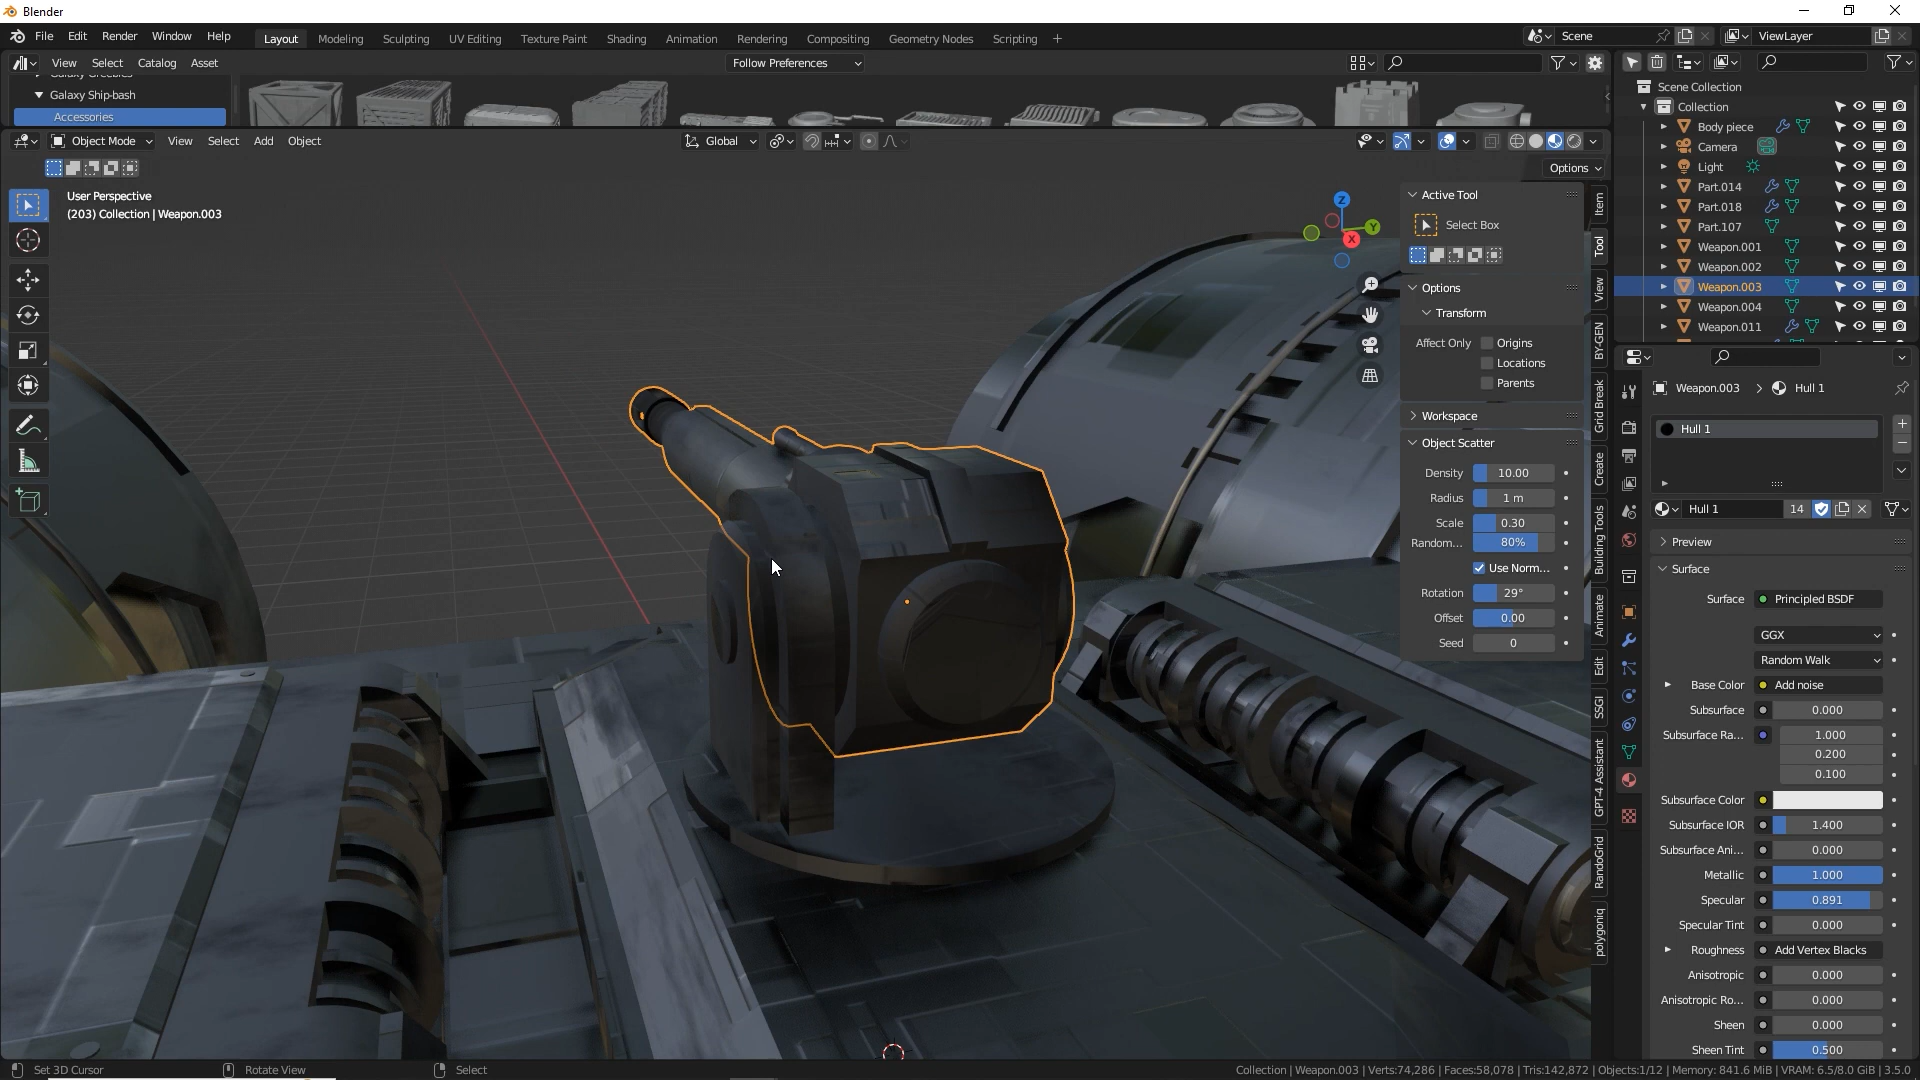 Blender
File Edit Render Window Help Layout Modeling Sculpting UV Editing Texture Paint Shading Animation Rendering Compositing Geometry Nodes Scripting + Scene ViewLayer
View Select Catalog Asset Follow Preferences
Galaxy Ship-bash
Accessories
Object Mode View Select Add Object Global
Options
User Perspective
(203) Collection | Weapon.003
Z
Y
X
Active Tool
Select Box
Options
Transform
Affect Only Origins
Locations
Parents
Workspace
Object Scatter
Density 10.00
Radius 1 m
Scale 0.30
Random... 80%
Use Norm...
Rotation 29°
Offset 0.00
Seed 0
Item
Tool
View
BY-GEN
Grid Break
Create
Building Tools
Animate
Edit
SSGI
GPT-4 Assistant
RandoGrid
polygoniq
Scene Collection
Collection
Body piece
Camera
Light
Part.014
Part.018
Part.107
Weapon.001
Weapon.002
Weapon.003
Weapon.004
Weapon.011
Weapon.003 > Hull 1
Hull 1
Hull 1 14
Preview
Surface
Surface Principled BSDF
GGX
Random Walk
Base Color Add noise
Subsurface 0.000
Subsurface Ra... 1.000
0.200
0.100
Subsurface Color
Subsurface IOR 1.400
Subsurface Ani... 0.000
Metallic 1.000
Specular 0.891
Specular Tint 0.000
Roughness Add Vertex Blacks
Anisotropic 0.000
Anisotropic Ro... 0.000
Sheen 0.000
Sheen Tint 0.500
Set 3D Cursor Rotate View Select Collection | Weapon.003 | Verts:74,286 | Faces:58,078 | Tris:142,872 | Objects:1/12 | Memory: 841.6 MiB | VRAM: 6.5/8.0 GiB | 3.5.0